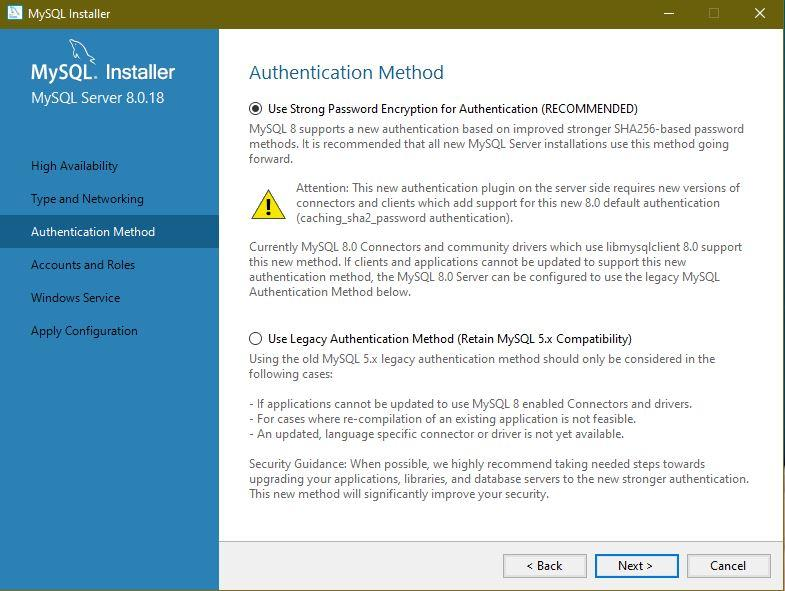 MySQL Installer
MySQL. Installer
MySQL Server 8.0.18
High Availability
Type and Networking
Authentication Method
Accounts and Roles
Windows Service
Apply Configuration
Authentication Method
Use Strong Password Encryption for Authentication (RECOMMENDED)
MySQL 8 supports a new authentication based on improved stronger SHA256-based password
methods. It is recommended that all new MySQL Server installations use this method going
forward.
Attention: This new authentication plugin on the server side requires new versions of
connectors and clients which add support for this new 8.0 default authentication
(caching_sha2_password authentication).
Currently MySQL 8.0 Connectors and community drivers which use libmysqlclient 8.0 support
this new method. If clients and applications cannot be updated to support this new
authentication method, the MySQL 8.0 Server can be configured to use the legacy MySQL
Authentication Method below.
Use Legacy Authentication Method (Retain MySQL 5.x Compatibility)
Using the old MySQL 5.x legacy authentication method should only be considered in the
following cases:
- If applications cannot be updated to use MySQL 8 enabled Connectors and drivers.
- For cases where re-compilation of an existing application is not feasible.
- An updated, language specific connector or driver is not yet available.
Security Guidance: When possible, we highly recommend taking needed steps towards
upgrading your applications, libraries, and database servers to the new stronger authentication.
This new method will significantly improve your security.
< Back
Next >
Cancel